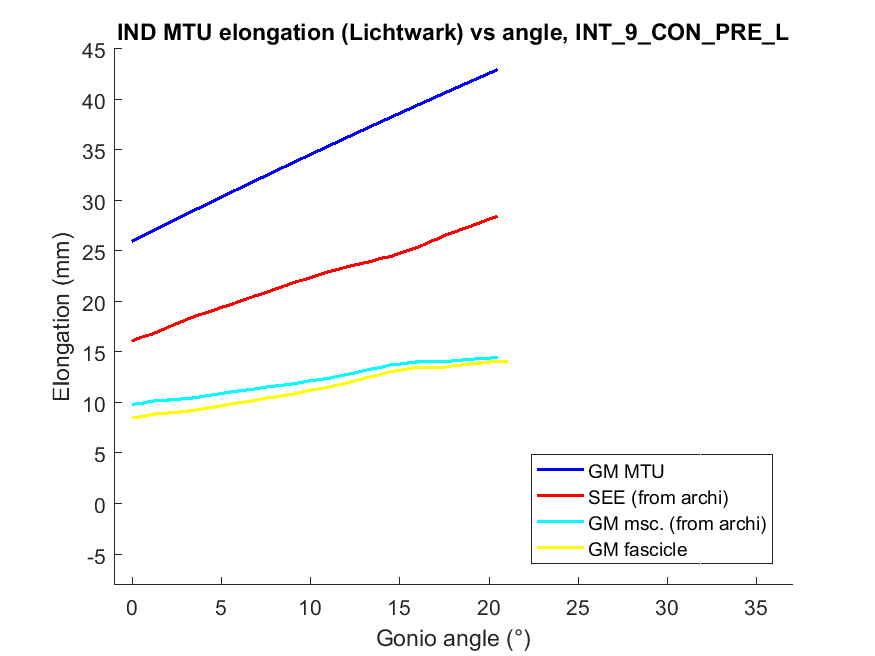 IND MTU elongation (Lichtwark) vs angle, INT_9_CON_PRE_L
45
40
35
30
25
20
15
10
5
0
-5
Elongation (mm)
GM MTU
SEE (from archi)
GM msc. (from archi)
GM fascicle
0 5 10 15 20 25 30 35
Gonio angle (°)